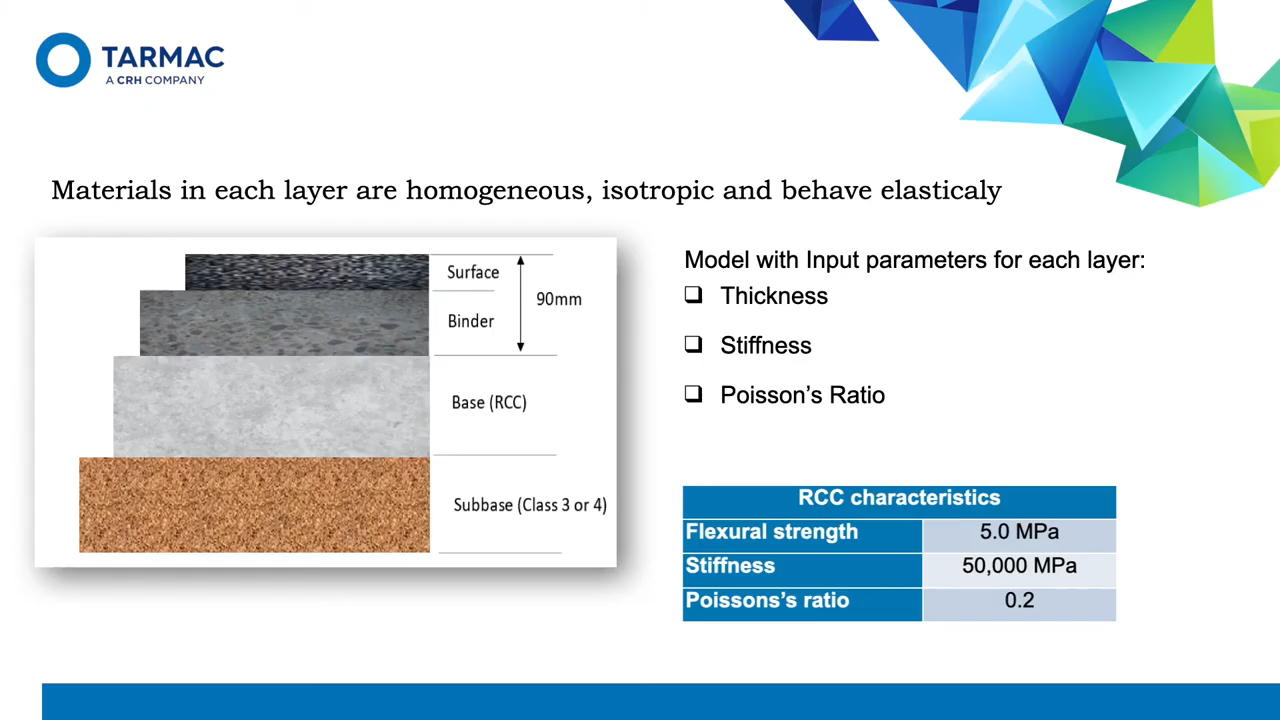 TARMAC
A CRH COMPANY
Materials in each layer are homogeneous, isotropic and behave elasticaly
Surface
90mm
Binder
Base (RCC)
Subbase (Class 3 or 4)
Model with Input parameters for each layer:
❑ Thickness
❑ Stiffness
❑ Poisson’s Ratio
RCC characteristics
Flexural strength 5.0 MPa
Stiffness 50,000 MPa
Poissons’s ratio 0.2